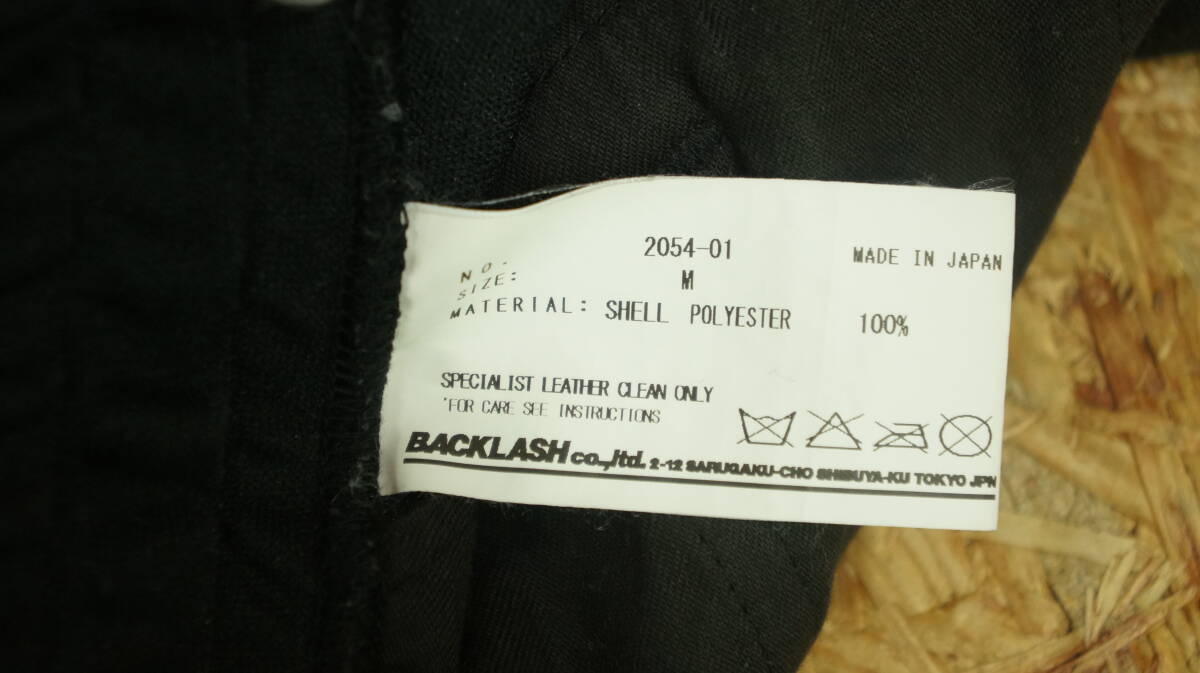 NO. 2054-01 MADE IN JAPAN
SIZE: M
MATERIAL: SHELL POLYESTER 100%
SPECIALIST LEATHER CLEAN ONLY
*FOR CARE SEE INSTRUCTIONS
BACKLASH co.,ltd. 2-12 SARUGAKU-CHO SHIBUYA-KU TOKYO JPN